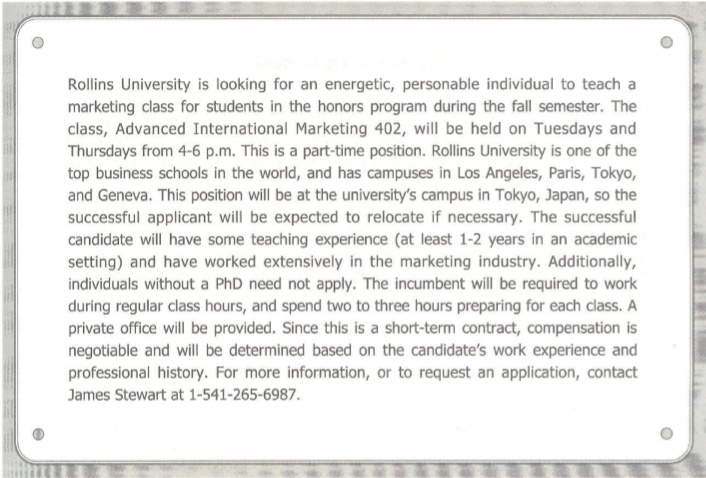 Rollins University is looking for an energetic, personable individual to teach a
marketing class for students in the honors program during the fall semester. The
class, Advanced International Marketing 402, will be held on Tuesdays and
Thursdays from 4-6 p.m. This is a part-time position. Rollins University is one of the
top business schools in the world, and has campuses in Los Angeles, Paris, Tokyo,
and Geneva. This position will be at the university's campus in Tokyo, Japan, so the
successful applicant will be expected to relocate if necessary. The successful
candidate will have some teaching experience (at least 1-2 years in an academic
setting) and have worked extensively in the marketing industry. Additionally,
individuals without a PhD need not apply. The incumbent will be required to work
during regular class hours, and spend two to three hours preparing for each class. A
private office will be provided. Since this is a short-term contract, compensation is
negotiable and will be determined based on the candidate's work experience and
professional history. For more information, or to request an application, contact
James Stewart at 1-541-265-6987.